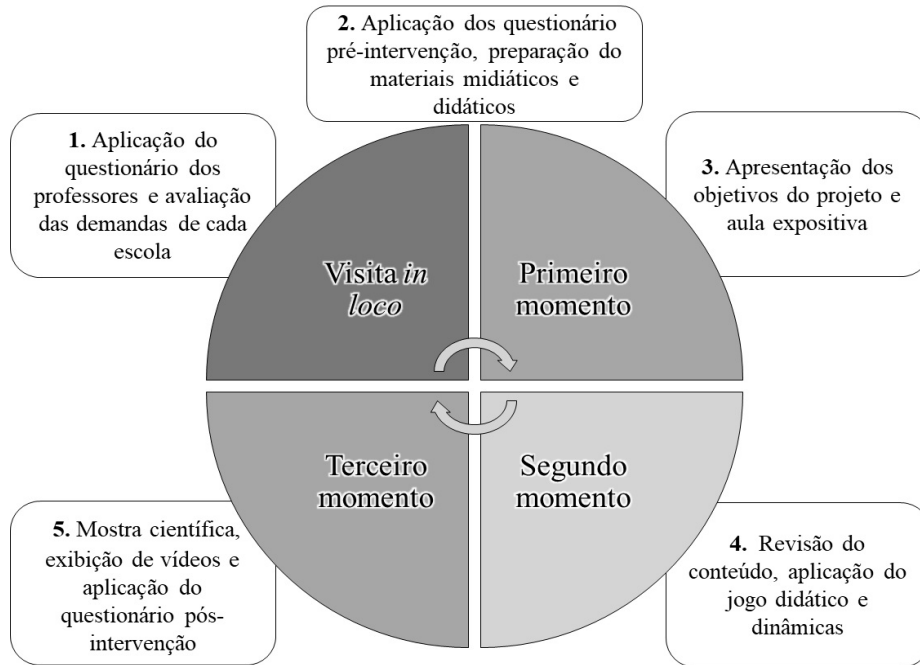 2. Aplicação dos questionário
pré-intervenção, preparação do
materiais midiáticos e
didáticos
1. Aplicação do
questionário dos
professores e avaliação
das demandas de cada
escola
3. Apresentação dos
objetivos do projeto e
aula expositiva
Visita in
loco
Primeiro
momento
Terceiro
momento
Segundo
momento
5. Mostra científica,
exibição de vídeos e
aplicação do
questionário pós-
intervenção
4. Revisão do
conteúdo, aplicação do
jogo didático e
dinâmicas